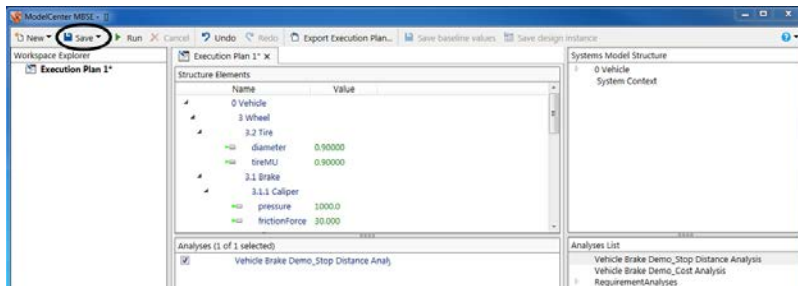 ModelCenter MBSE - []
New Save Run Cancel Undo Redo Export Execution Plan... Save baseline values Save design instance
Workspace Explorer
Execution Plan 1*
Execution Plan 1*
Structure Elements
Name Value
0 Vehicle
3 Wheel
3.2 Tire
diameter 0.90000
tireMU 0.90000
3.1 Brake
3.1.1 Caliper
pressure 1000.0
frictionForce 30.000
Analyses (1 of 1 selected)
Vehicle Brake Demo_Stop Distance Analy
Systems Model Structure
0 Vehicle
System Context
Analyses List
Vehicle Brake Demo_Stop Distance Analysis
Vehicle Brake Demo_Cost Analysis
RequirementAnalyses